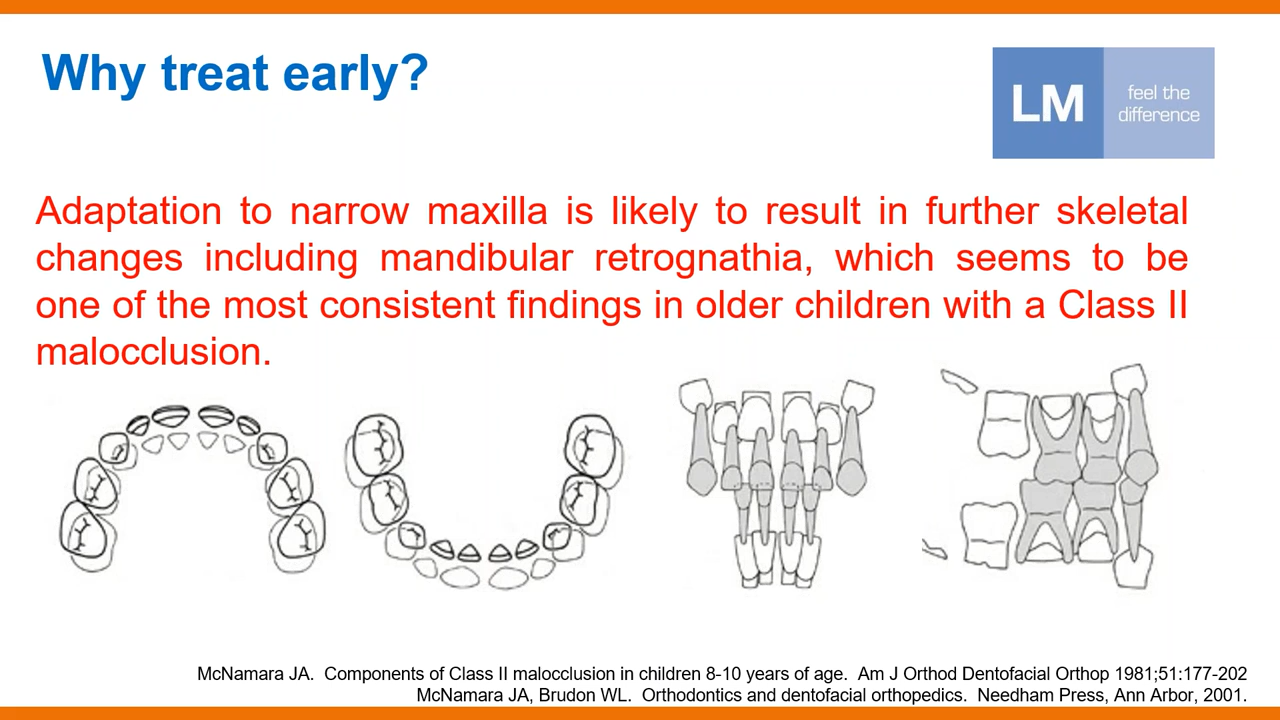 Why treat early?
LM
feel the
difference
Adaptation to narrow maxilla is likely to result in further skeletal
changes including mandibular retrognathia, which seems to be
one of the most consistent findings in older children with a Class II
malocclusion.
McNamara JA. Components of Class II malocclusion in children 8-10 years of age. Am J Orthod Dentofacial Orthop 1981;51:177-202
McNamara JA, Brudon WL. Orthodontics and dentofacial orthopedics. Needham Press, Ann Arbor, 2001.